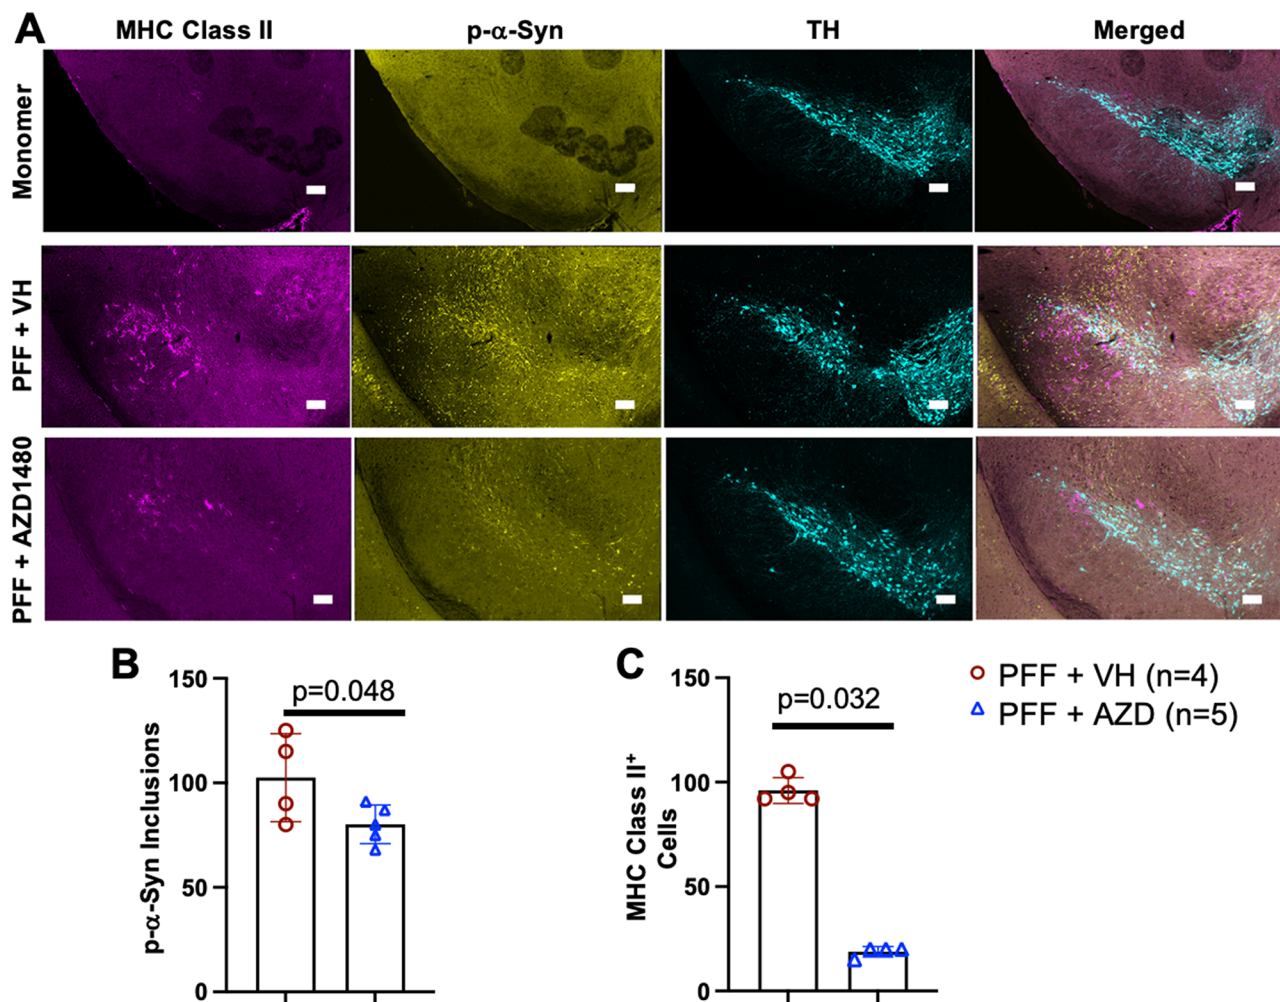 A
MHC Class II
p-α-Syn
TH
Merged
Monomer
PFF + VH
PFF + AZD1480
B
150
100
50
0
p-α-Syn Inclusions
p=0.048
C
150
100
50
0
MHC Class II⁺
Cells
p=0.032
PFF + VH (n=4)
PFF + AZD (n=5)